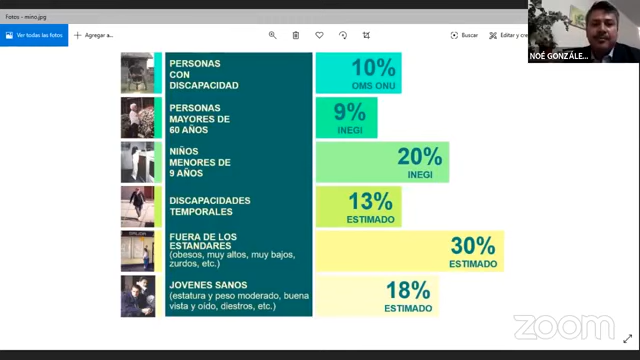 Fotos - mino.jpg
Ver todas las fotos
Agregar a...
Buscar
Editar y cre
NOÉ GONZÁLE...
PERSONAS
CON
DISCAPACIDAD
10%
OMS ONU
PERSONAS
MAYORES DE
60 AÑOS
9%
INEGI
NIÑOS
MENORES DE
9 AÑOS
20%
INEGI
DISCAPACIDADES
TEMPORALES
13%
ESTIMADO
FUERA DE LOS
ESTANDARES
(obesos, muy altos, muy bajos,
zurdos, etc.)
30%
ESTIMADO
JOVENES SANOS
(estatura y peso moderado, buena
vista y oído, diestros, etc.)
18%
ESTIMADO
zoom